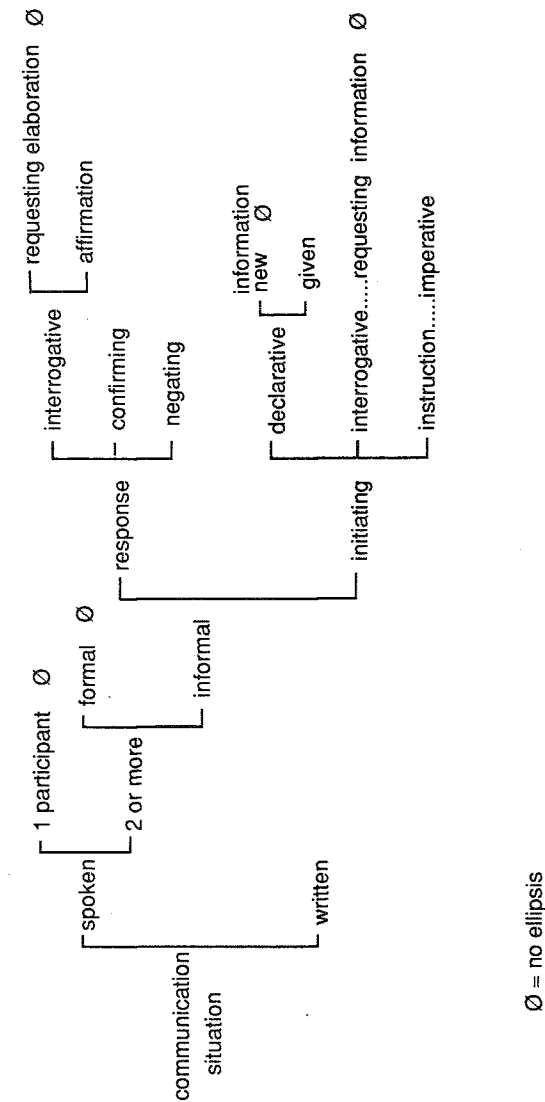 communication
situation
spoken
written
1 participant Ø
2 or more
formal Ø
informal
response
initiating
interrogative
confirming
negating
requesting elaboration Ø
affirmation
declarative
information
new Ø
given
interrogative.....requesting information Ø
instruction.....imperative
Ø = no ellipsis